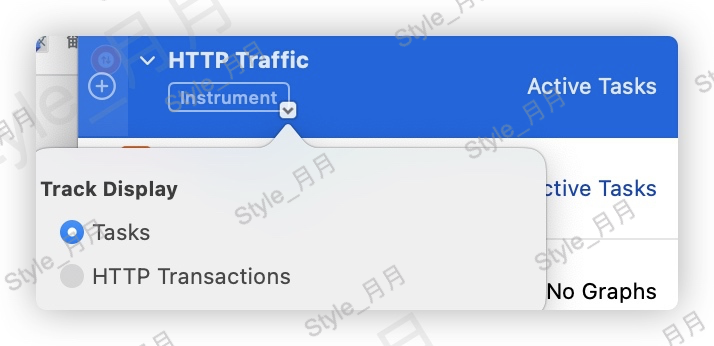 HTTP Traffic
Instrument
Active Tasks
Track Display
ctive Tasks
Tasks
HTTP Transactions
No Graphs
Style_月月
Style_月月
Style_月月
Style_月月
Style_月月
Style_月月
Style_月月